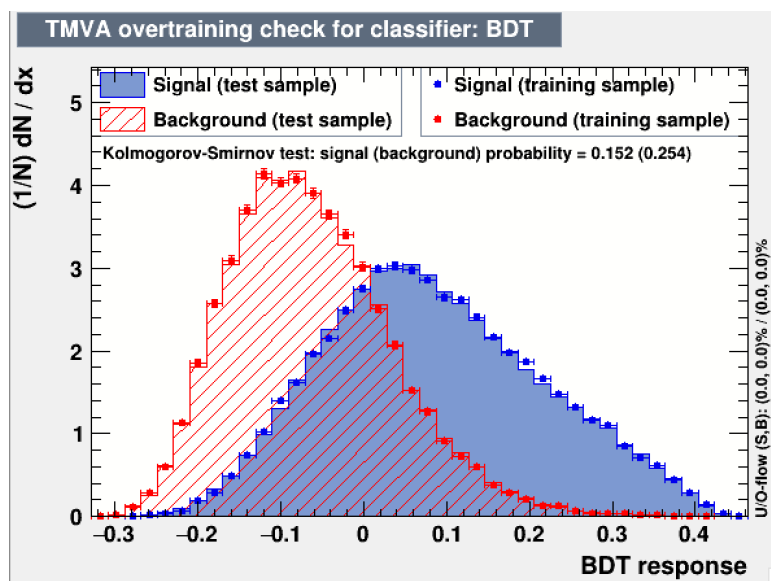 TMVA overtraining check for classifier: BDT
Signal (test sample)
Background (test sample)
Signal (training sample)
Background (training sample)
Kolmogorov-Smirnov test: signal (background) probability = 0.152 (0.254)
(1/N) dN / dx
5
4
3
2
1
0
−0.3 −0.2 −0.1 0 0.1 0.2 0.3 0.4
BDT response
U/O-flow (S,B): (0.0, 0.0)% / (0.0, 0.0)%